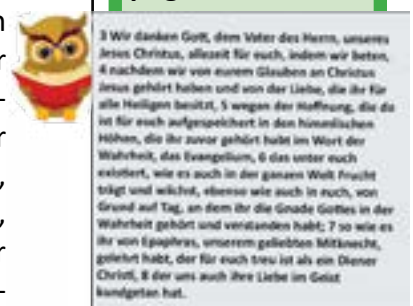 3 Wir danken Gott, dem Vater des Herrn, unseres
Jesus Christus, allezeit für euch, indem wir beten,
4 nachdem wir von eurem Glauben an Christus
Jesus gehört haben und von der Liebe, die ihr für
alle Heiligen besitzt, 5 wegen der Hoffnung, die da
ist für euch aufgespeichert in den himmlischen
Höhen, die ihr zuvor gehört habt im Wort der
Wahrheit, das Evangelium, 6 das unter euch
existiert, wie es auch in der ganzen Welt Frucht
trägt und wächst, ebenso wie auch in euch, von
Grund auf Tag, an dem ihr die Gnade Gottes in der
Wahrheit gehört und verstanden habt; 7 so wie es
ihr von Epaphras, unserem geliebten Mitknecht,
gelehrt habt, der für euch treu ist als ein Diener
Christi, 8 der uns auch ihre Liebe im Geist
kundgetan hat.